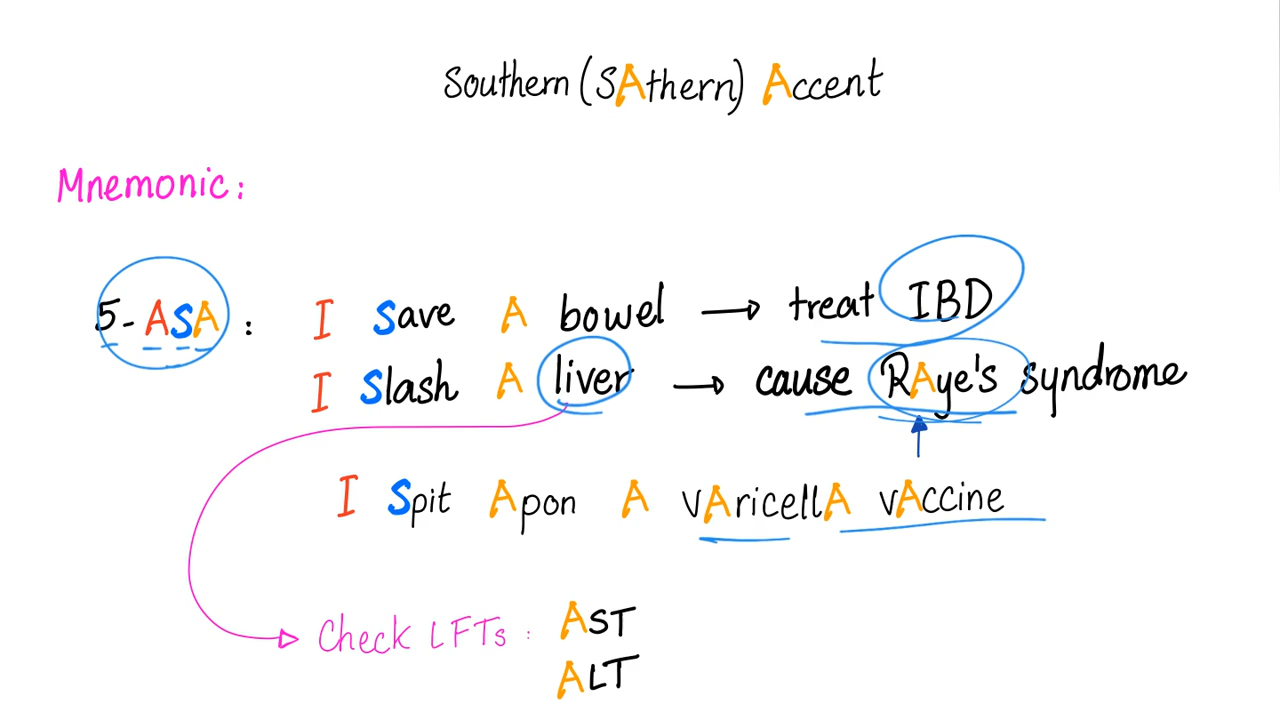 Southern (SAthern) Accent
Mnemonic:
5-ASA : I Save A bowel → treat IBD
I Slash A liver → cause RAye's syndrome
I Spit Apon A vAricellA vAccine
Check LFTs : AST
ALT